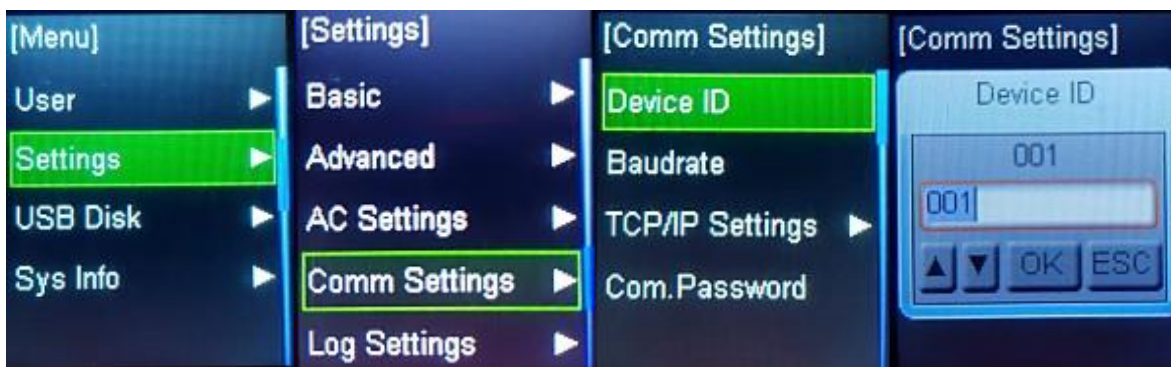 [Menu]
User
Settings
USB Disk
Sys Info
[Settings]
Basic
Advanced
AC Settings
Comm Settings
Log Settings
[Comm Settings]
Device ID
Baudrate
TCP/IP Settings
Com.Password
[Comm Settings]
Device ID
001
001
OK ESC